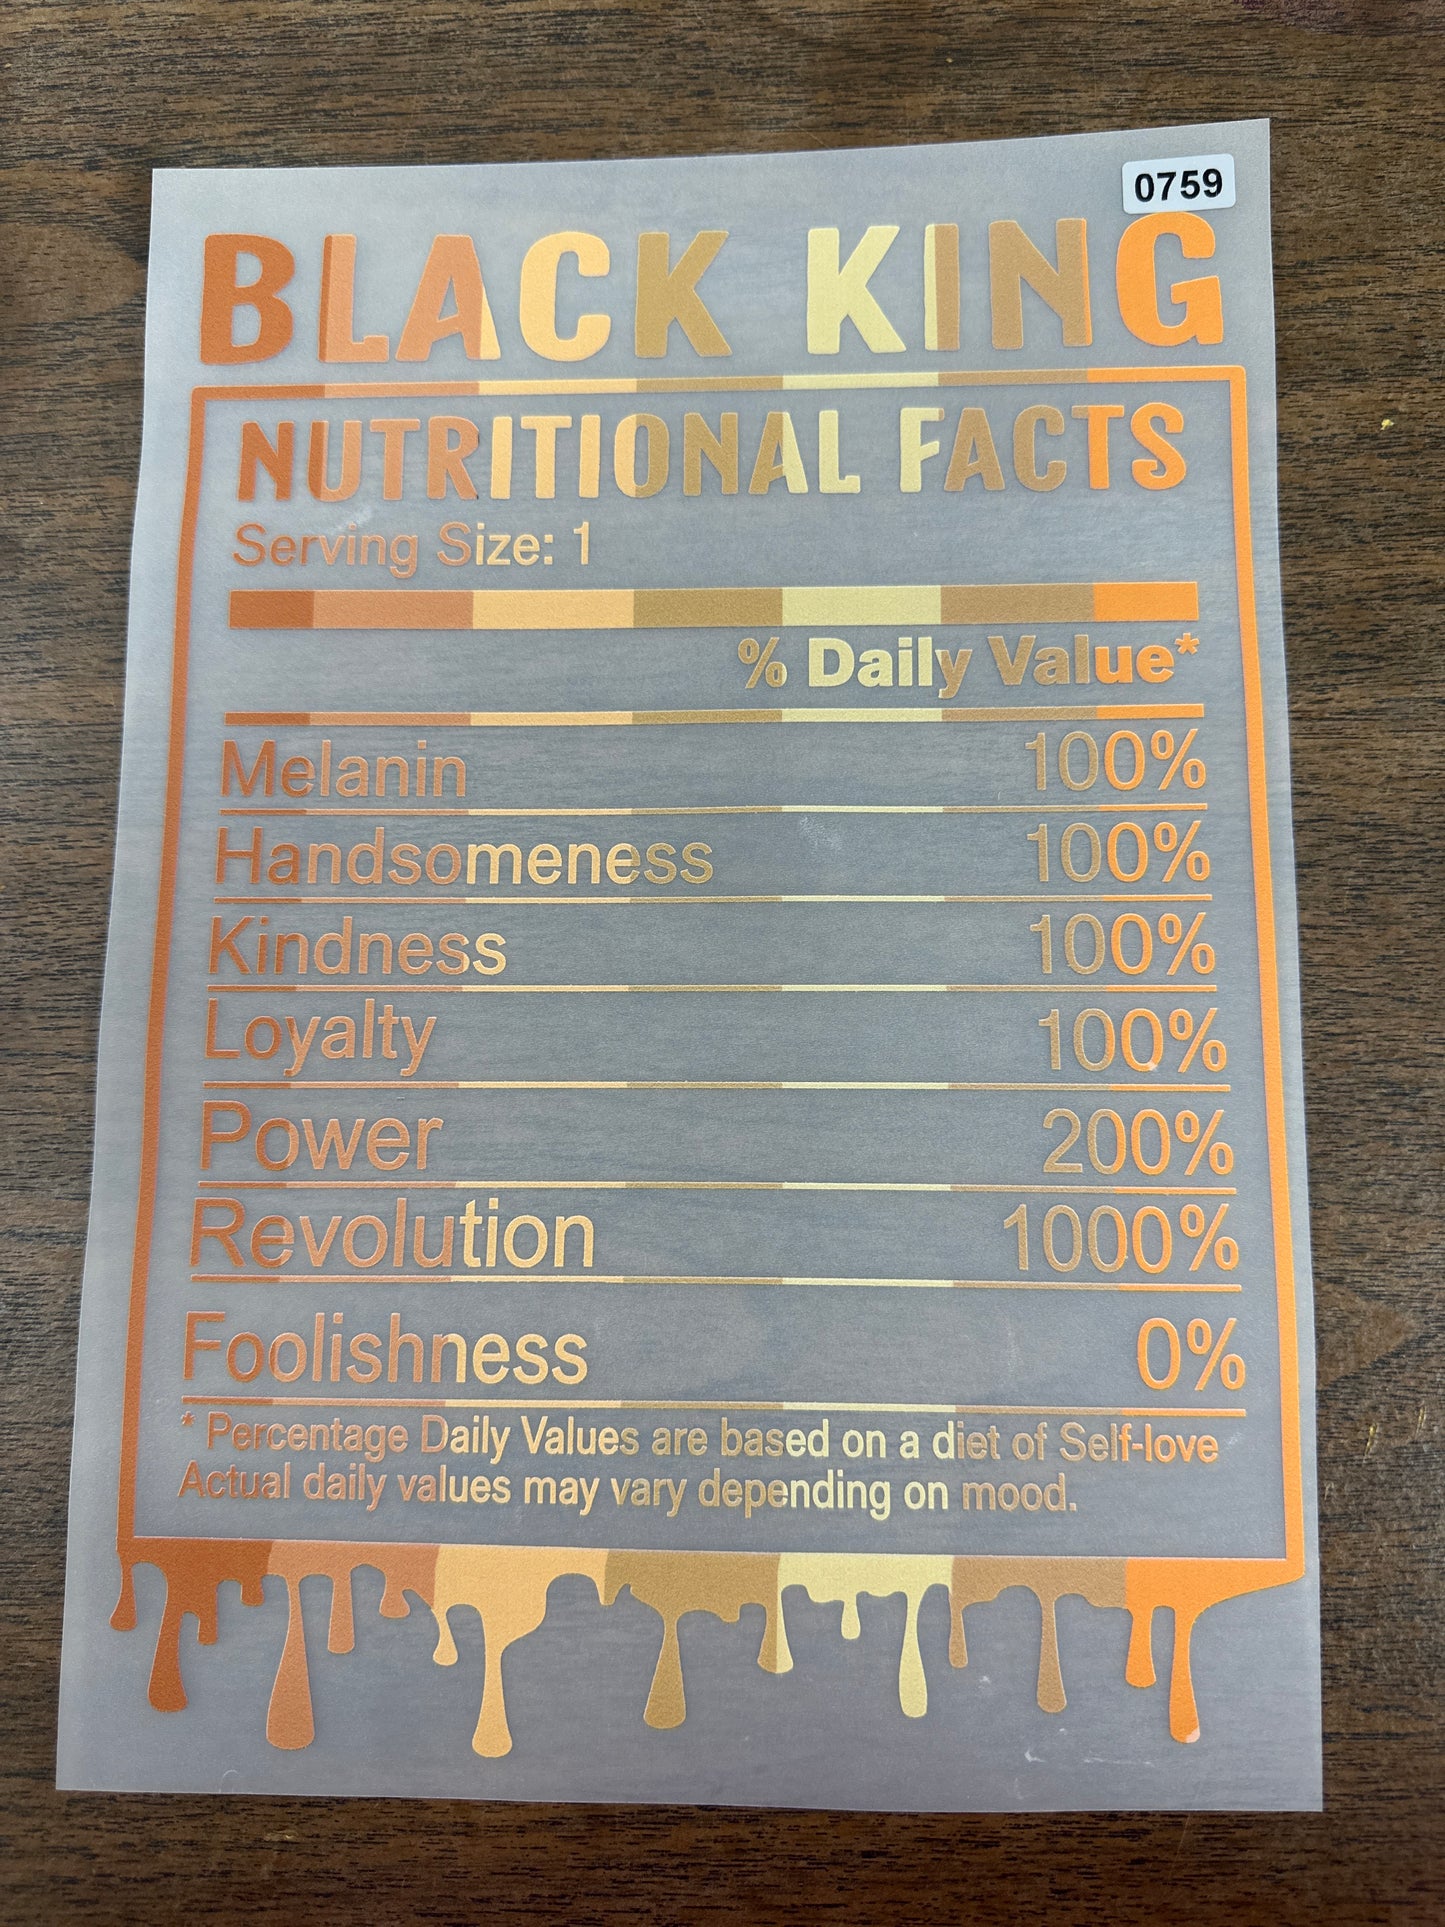 0759
BLACK KING
NUTRITIONAL FACTS
Serving Size: 1
% Daily Value*
Melanin 100%
Handsomeness 100%
Kindness 100%
Loyalty 100%
Power 200%
Revolution 1000%
Foolishness 0%
* Percentage Daily Values are based on a diet of Self-love
Actual daily values may vary depending on mood.